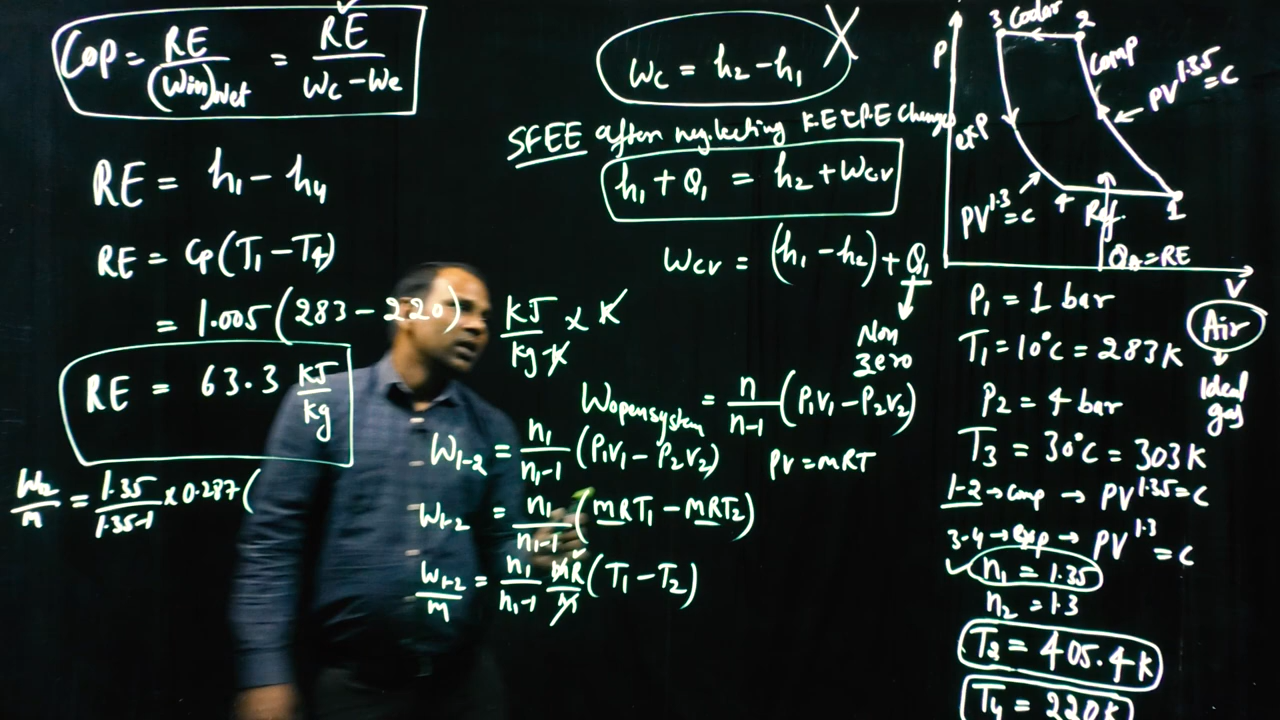 COP = RE/(Win)net = RE/(Wc - We)
RE = h1 - h4
RE = Cp(T1 - T4)
= 1.005(283 - 220) KJ/kg K × K
RE = 63.3 KJ/kg
W12/m = 1.35/1.35-1 × 0.287(
Wc = h2 - h1 X
SFEE after neglecting KE & PE changes
h1 + Q1 = h2 + Wcv
Wcv = (h1 - h2) + Q1
Non
zero
Wopensystem = n/n-1 (P1V1 - P2V2)
W1-2 = n1/n1-1 (P1V1 - P2V2) PV = mRT
W1-2 = n1/n1-1 (mRT1 - mRT2)
W1-2/m = n1/n1-1 mR/m (T1 - T2)
3 2
P
Comp
PV^1.35 = C
exp
PV^1.3 = C
4 Ref. 1
QA = RE
V
P1 = 1 bar
Air
T1 = 10°C = 283K
Ideal
gas
P2 = 4 bar
T3 = 30°C = 303K
1-2 → Comp → PV^1.35 = C
3-4 → Exp → PV^1.3 = C
n1 = 1.35
n2 = 1.3
T2 = 405.4K
T4 = 220K